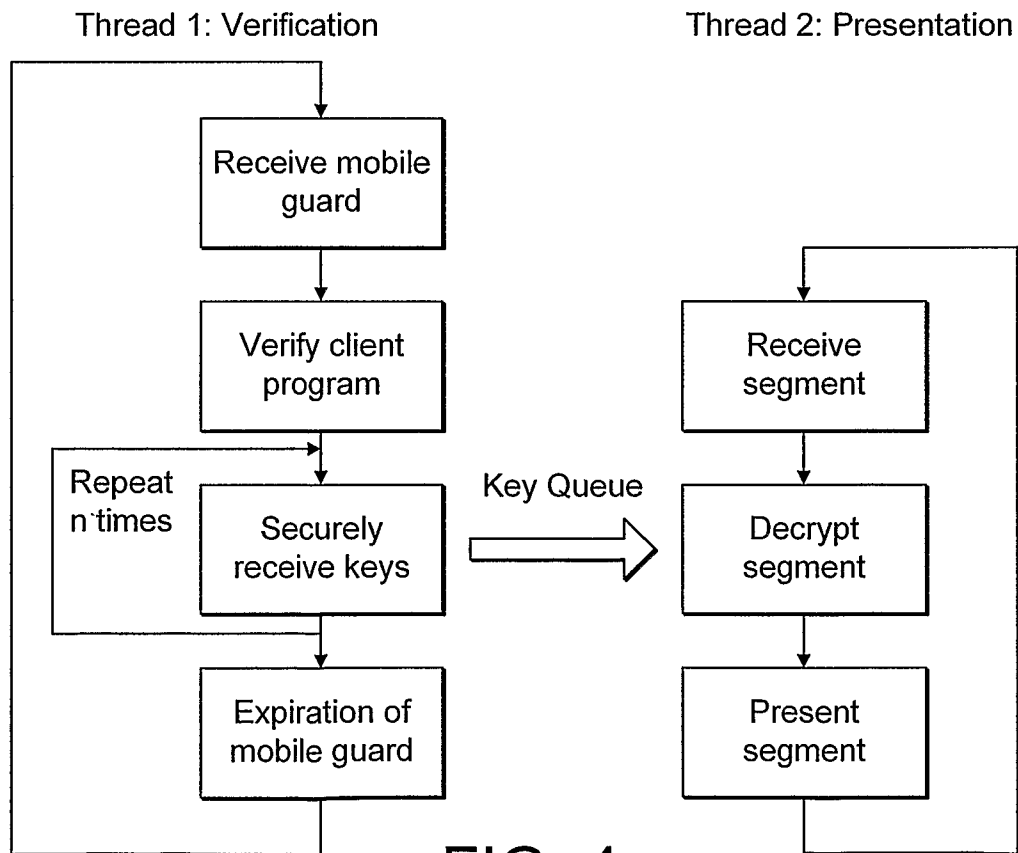 Thread 1: Verification
Thread 2: Presentation
Receive mobile
guard
Verify client
program
Repeat
n times
Securely
receive keys
Expiration of
mobile guard
Key Queue
Receive
segment
Decrypt
segment
Present
segment